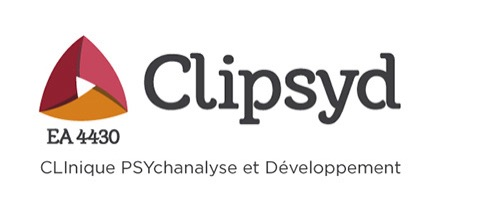 Clipsyd
EA 4430
CLInique PSYchanalyse et Développement